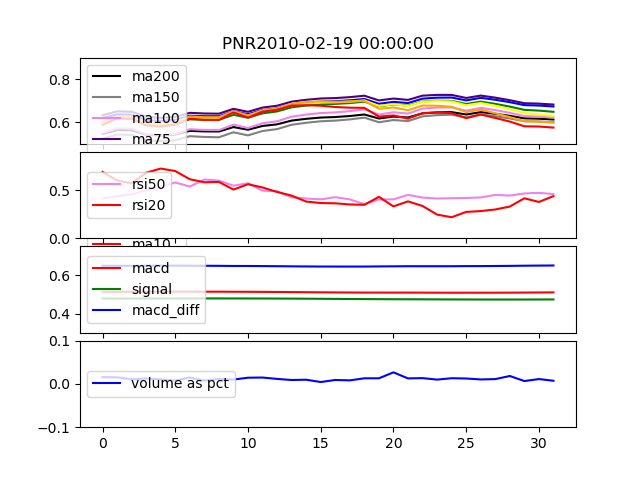 PNR2010-02-19 00:00:00
0.8
0.6
ma200
ma150
ma100
ma75
0.5
0.0
rsi50
rsi20
ma10
0.6
0.4
macd
signal
macd_diff
0.1
0.0
-0.1
volume as pct
0 5 10 15 20 25 30